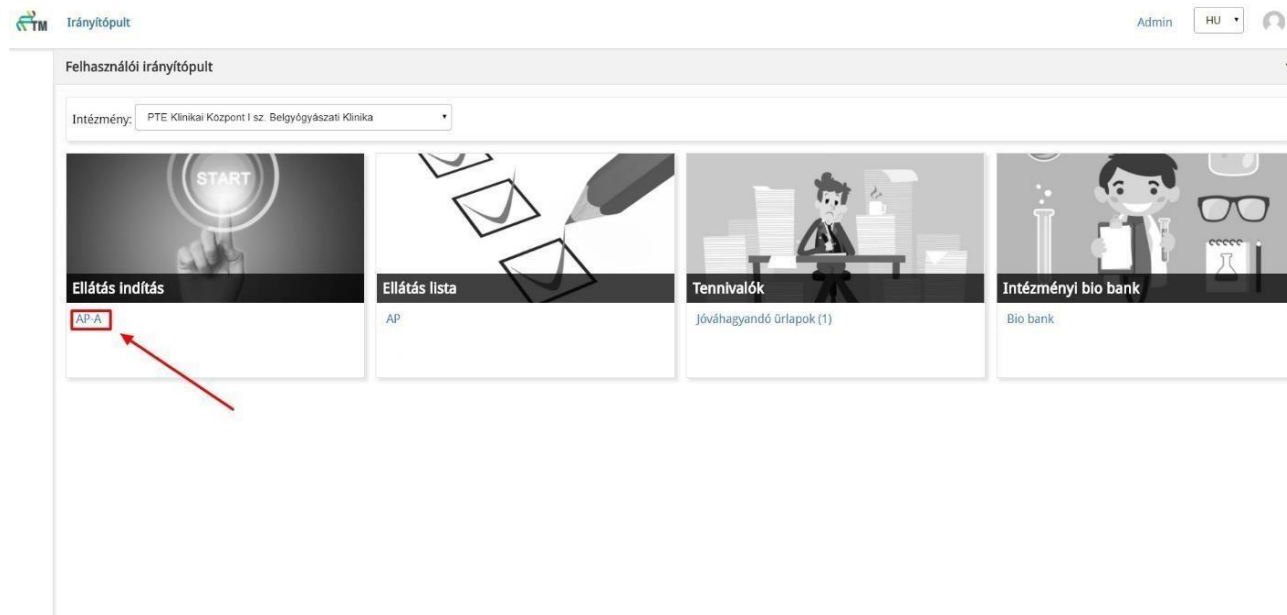 TM
Irányítópult
Admin
HU
Felhasználói irányítópult
Intézmény: PTE Klinikai Központ I sz. Belgyógyászati Klinika
START
Ellátás indítás
Ellátás lista
Tennivalók
Intézményi bio bank
AP-A
AP
Jóváhagyandó űrlapok (1)
Bio bank